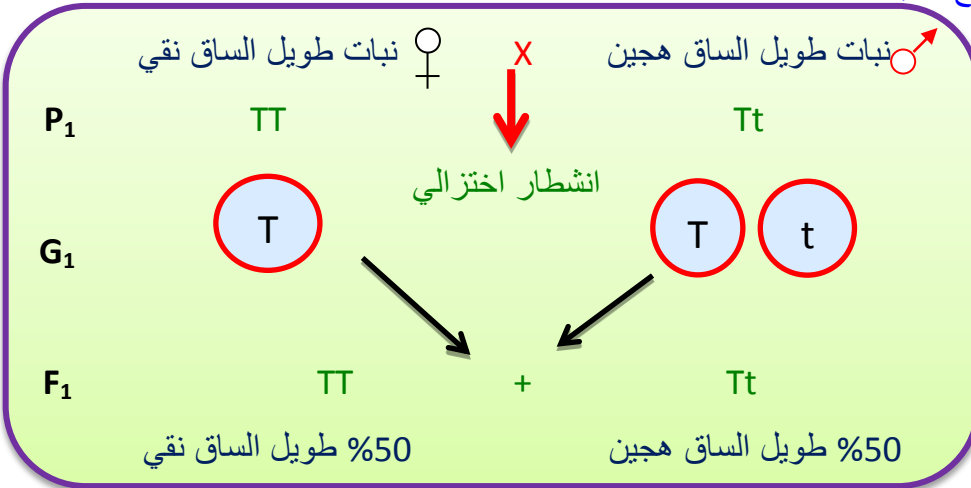 نبات طويل الساق هجين ♂ X نبات طويل الساق نقي ♀
P₁ TT Tt
انشطار اختزالي
G₁ T T t
F₁ TT + Tt
50% طويل الساق هجين 50% طويل الساق نقي